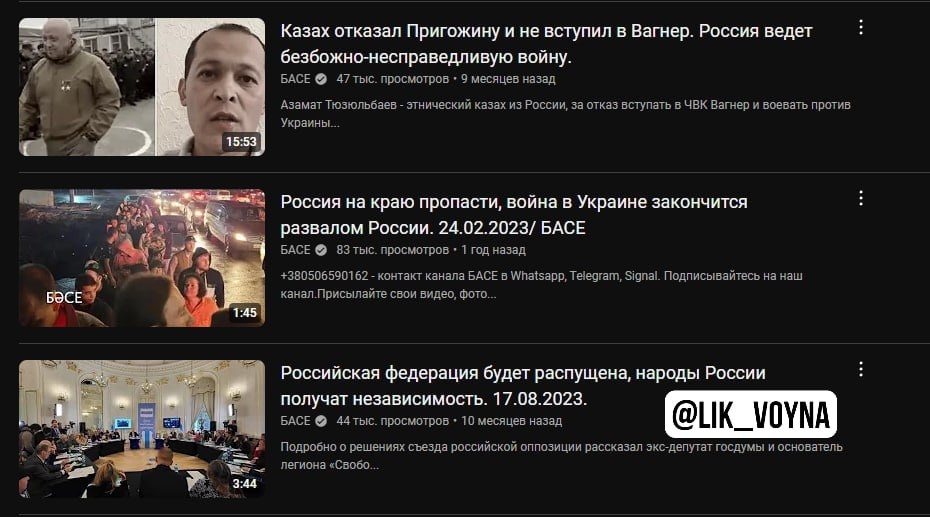 Казах отказал Пригожину и не вступил в Вагнер. Россия ведет
безбожно-несправедливую войну.
БАСЕ 47 тыс. просмотров • 9 месяцев назад
15:53
Азамат Тюзюльбаев - этнический казах из России, за отказ вступать в ЧВК Вагнер и воевать против
Украины...
Россия на краю пропасти, война в Украине закончится
развалом России. 24.02.2023/ БАСЕ
БАСЕ 83 тыс. просмотров • 1 год назад
+380506590162 - контакт канала БАСЕ в Whatsapp, Telegram, Signal. Подписывайтесь на наш
канал.Присылайте свои видео, фото...
БӘСЕ
1:45
Российская федерация будет распущена, народы России
получат независимость. 17.08.2023.
@LIK_VOYNA
БАСЕ 44 тыс. просмотров • 10 месяцев назад
Подробно о решениях съезда российской оппозиции рассказал экс-депутат госдумы и основатель
легиона «Свобо...
3:44